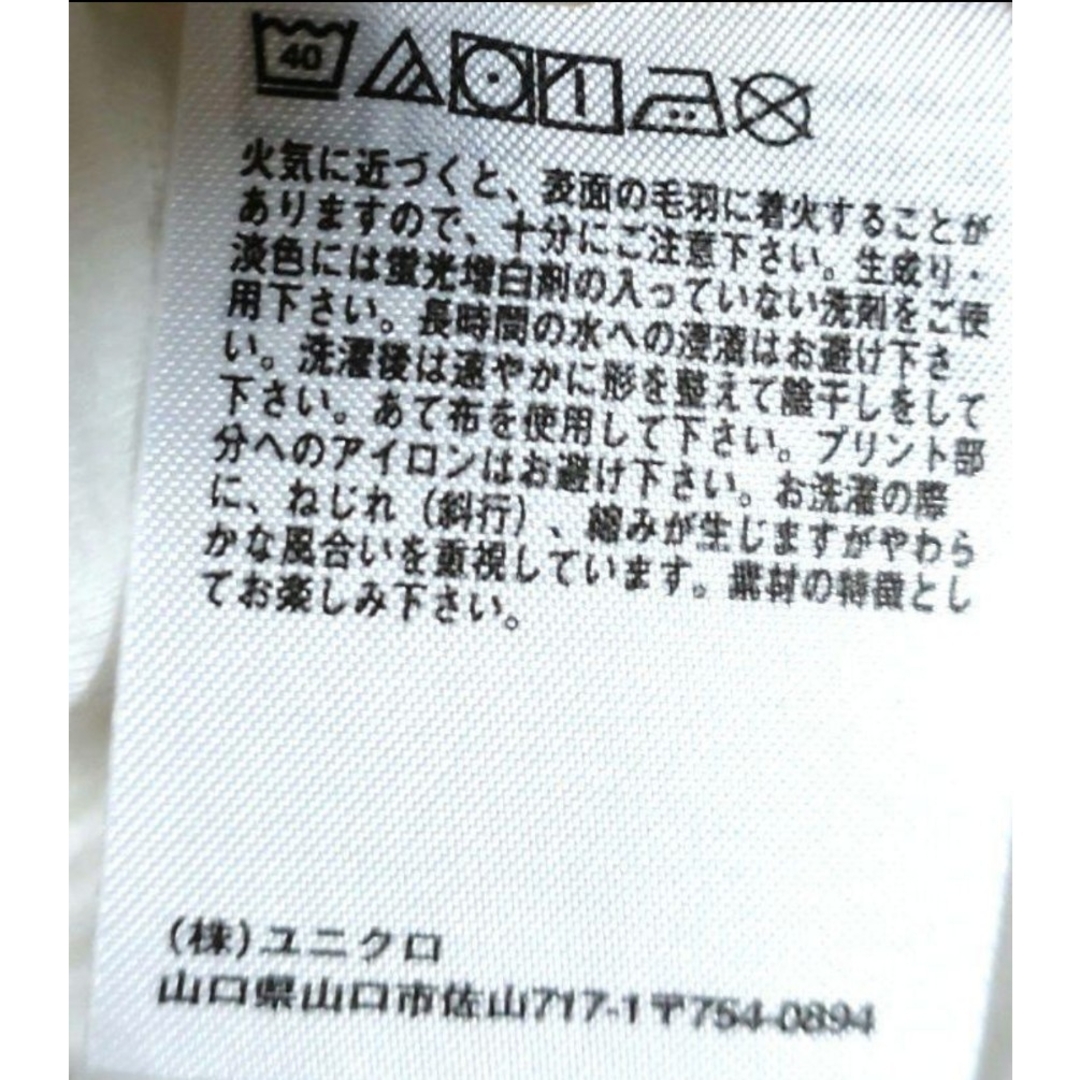 40
火気に近づくと、表面の毛羽に着火することが
ありますので、十分にご注意下さい。生成り・
淡色には蛍光増白剤の入っていない洗剤をご使
用下さい。長時間の水への浸漬はお避け下さ
い。洗濯後は速やかに形を整えて陰干しをして
下さい。あて布を使用して下さい。プリント部
分へのアイロンはお避け下さい。お洗濯の際
に、ねじれ（斜行）、縮みが生じますがやわら
かな風合いを重視しています。素材の特徴とし
てお楽しみ下さい。
(株)ユニクロ
山口県山口市佐山717-1〒754-0894